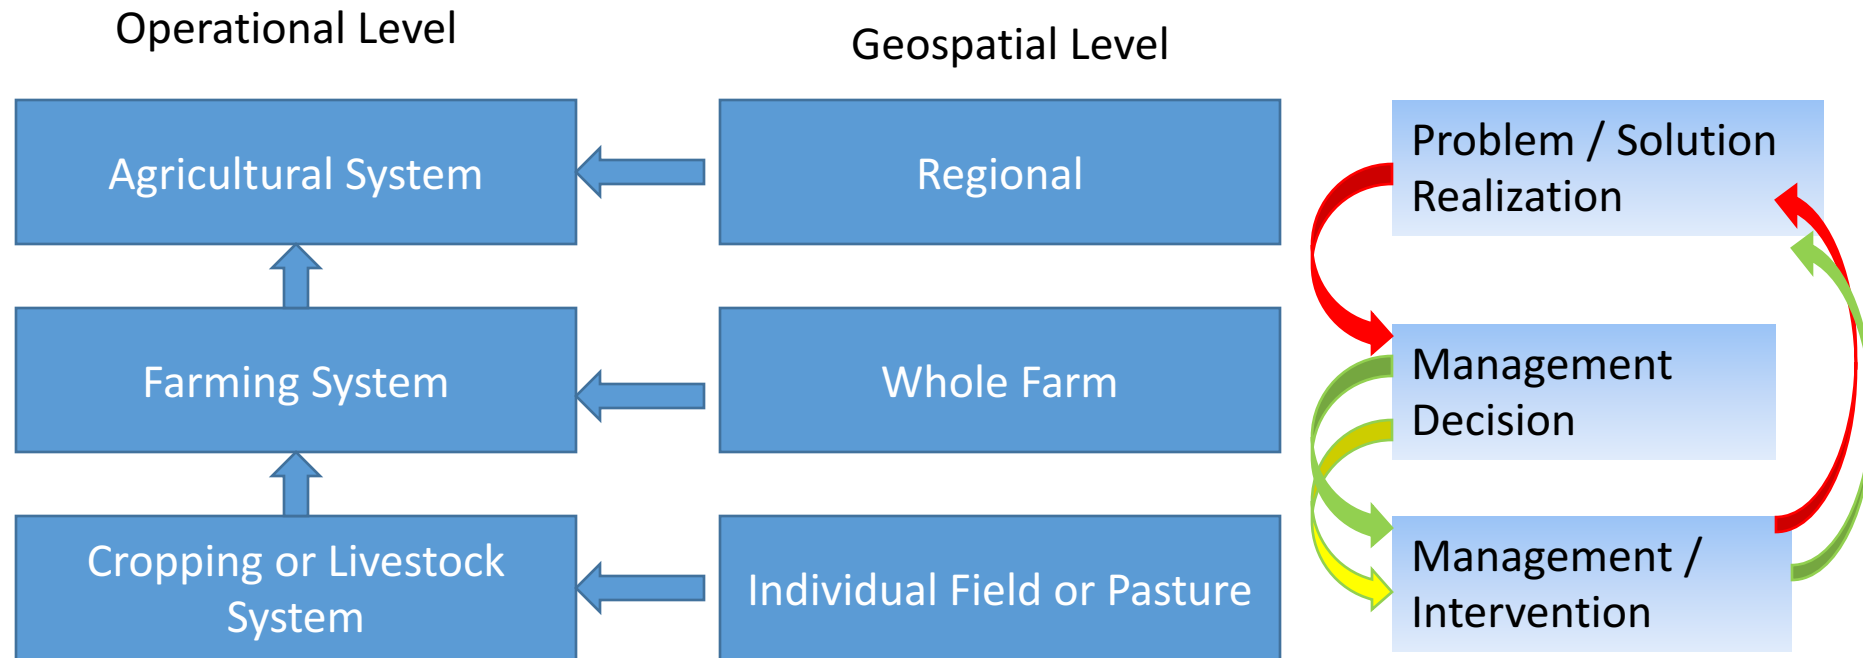 Operational Level
Geospatial Level
Agricultural System
Regional
Problem / Solution
Realization
Farming System
Whole Farm
Management
Decision
Cropping or Livestock
System
Individual Field or Pasture
Management /
Intervention